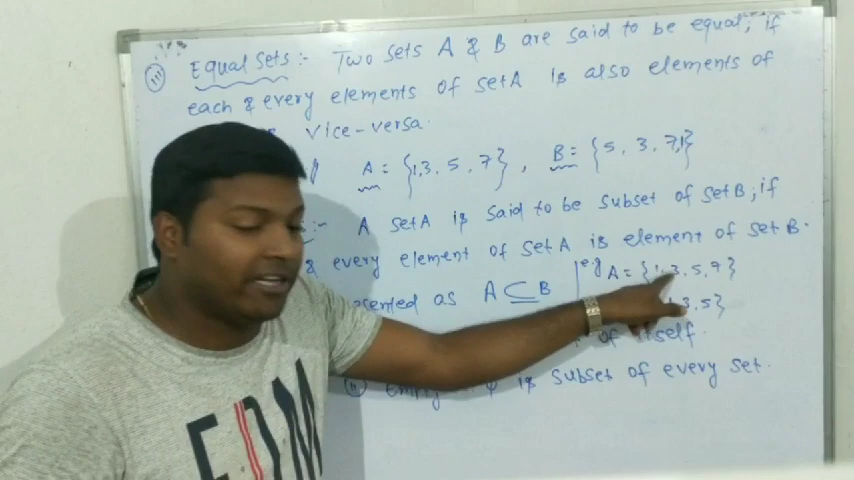 (III) Equal Sets :- Two sets A & B are said to be equal, if
each & every elements of set A is also elements of
Vice-versa.
A = {1,3, 5, 7}, B = {5, 3, 7,1}
:- A set A is said to be subset of set B; if
& every element of set A is element of set B.
as A ⊆ B
e.g A = {1,3,5,7}
3,5}
of itself.
(II) φ is subset of every set.
EDM